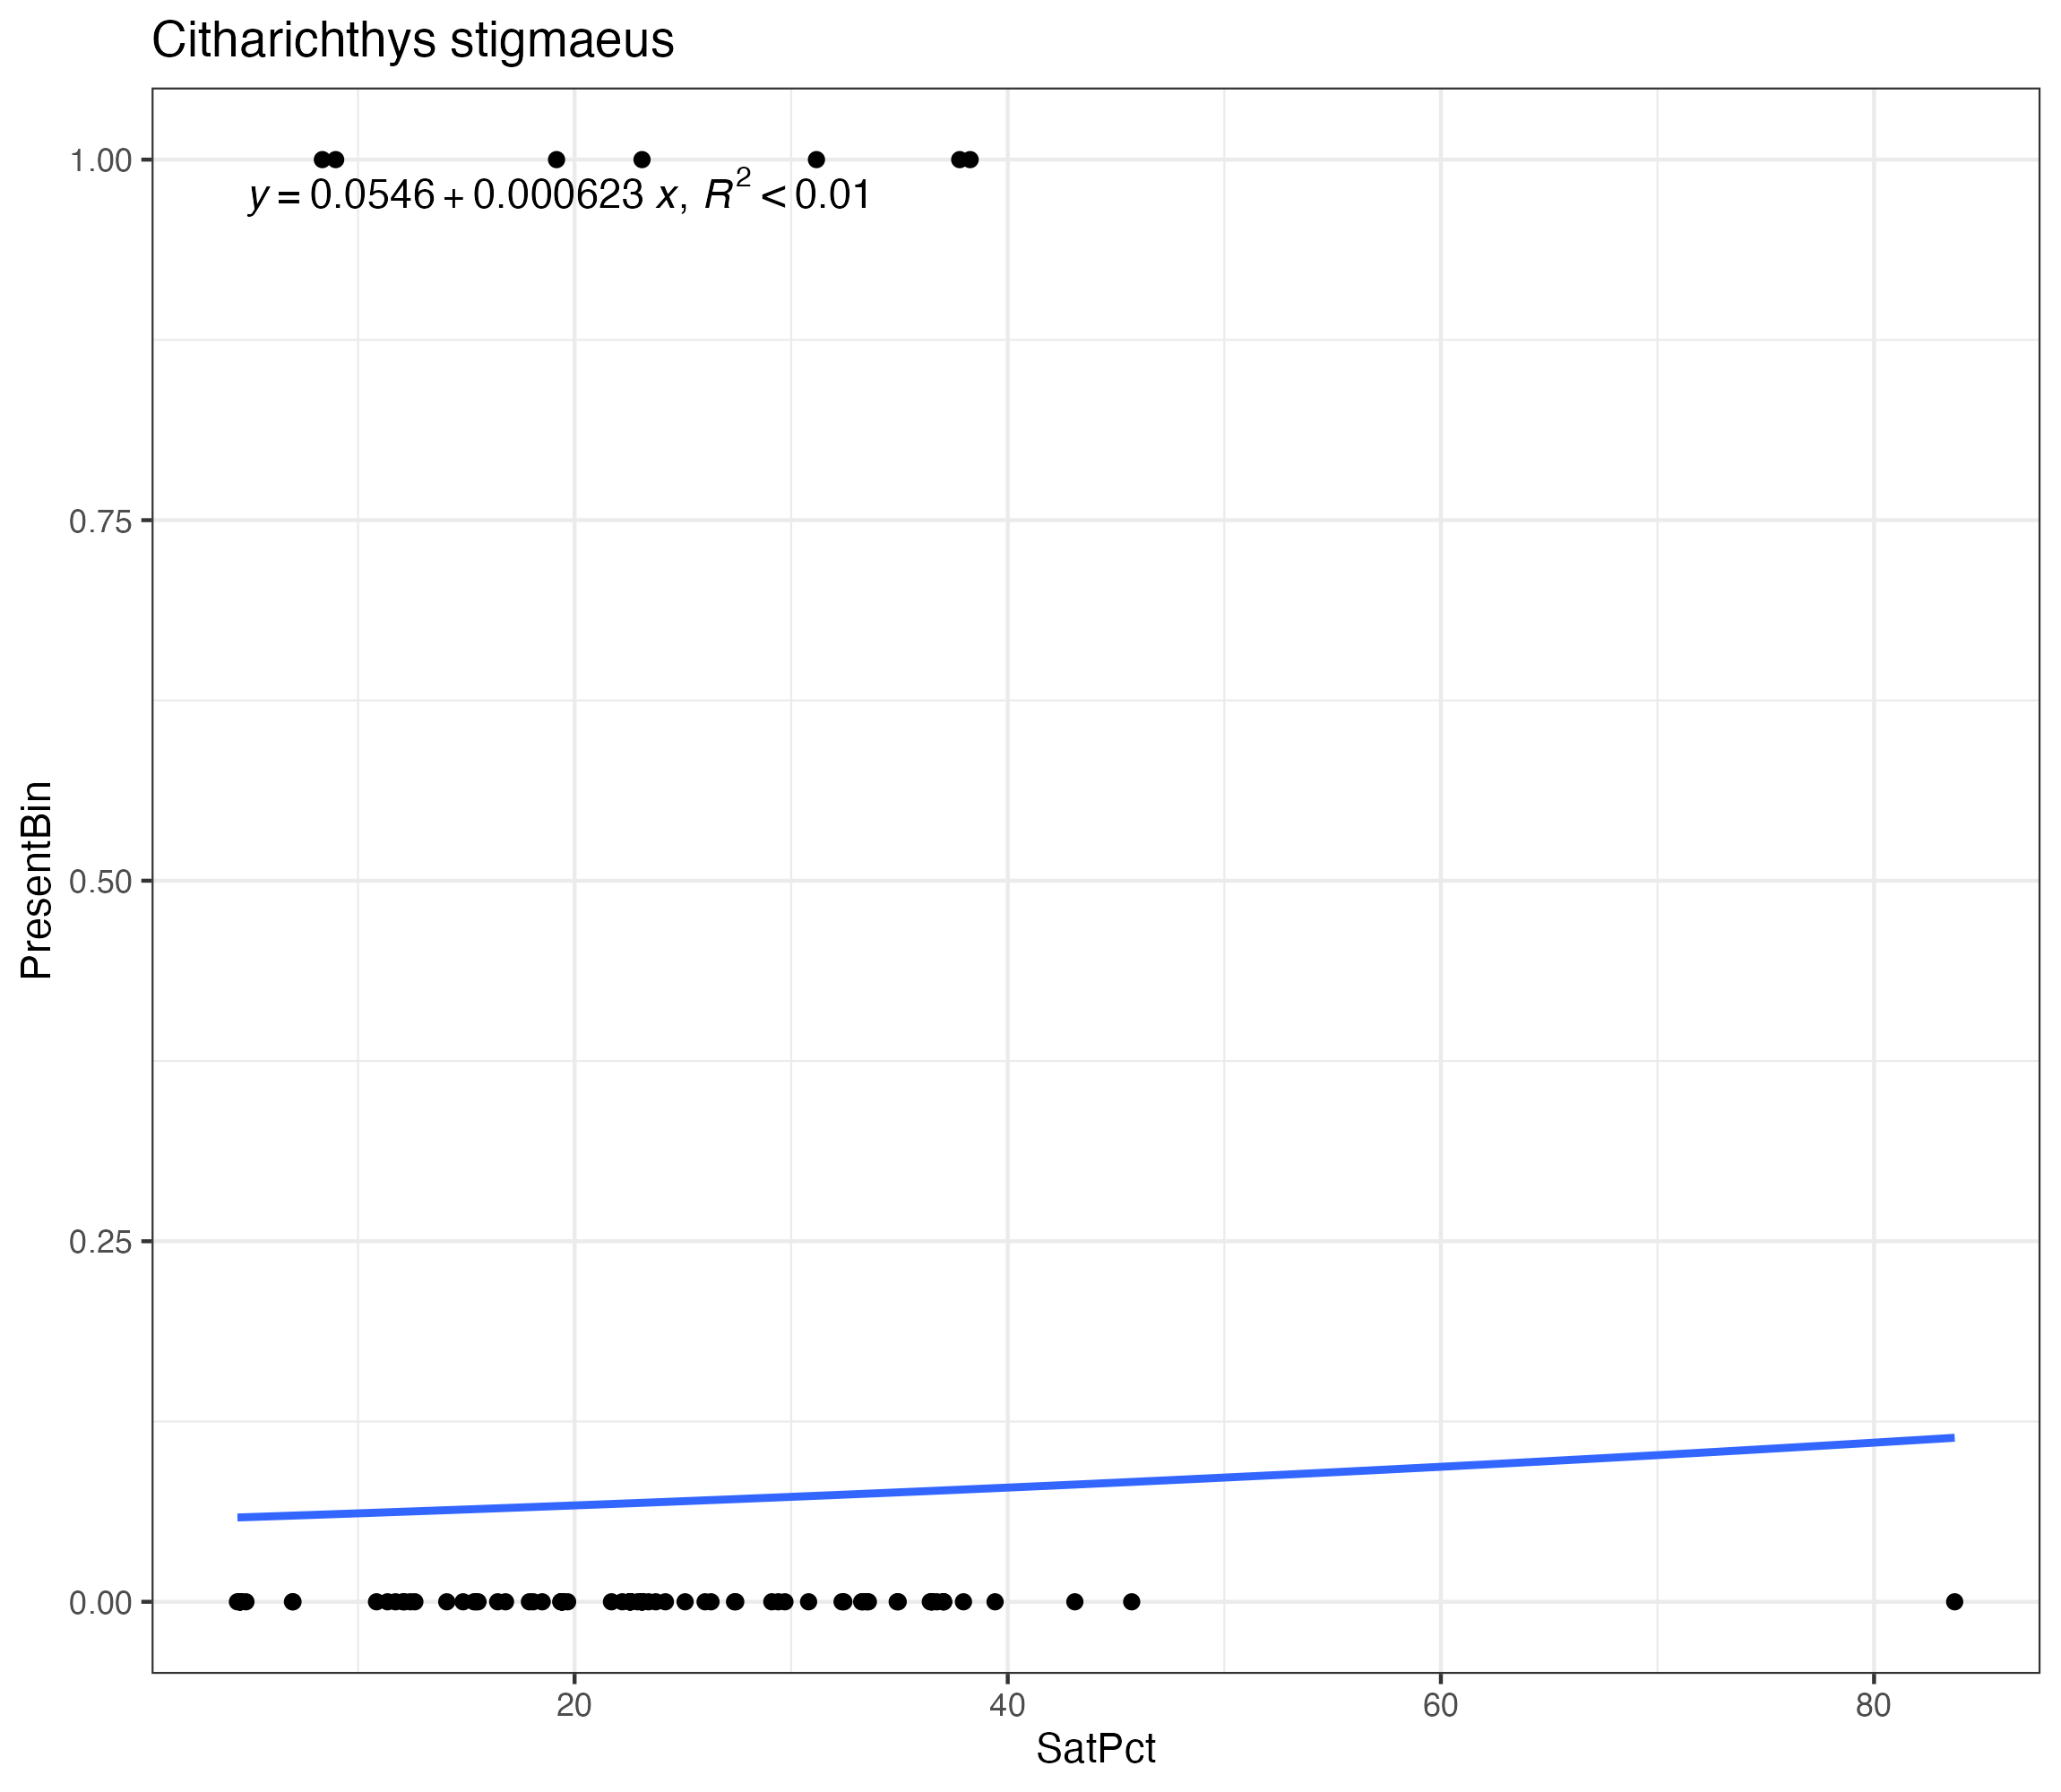 Citharichthys stigmaeus
1.00
y = 0.0546 + 0.000623 x, R² < 0.01
0.75
PresentBin
0.50
0.25
0.00
20 40 60 80
SatPct